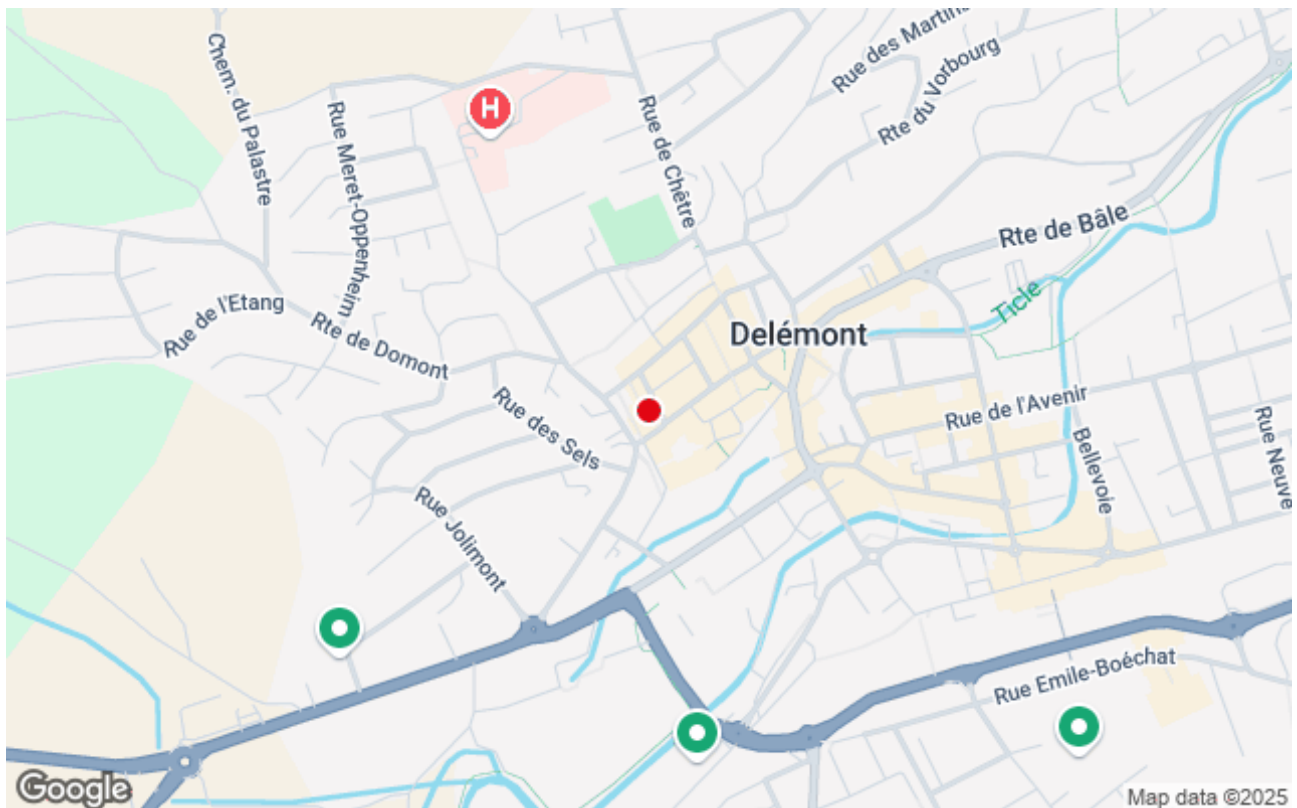 Rue des Martins
Chem. du Palastre
Rte du Vorbourg
Rue de Chêtre
Rue Meret-Oppenheim
H
Rte de Bâle
Rue de l'Etang
Ticle
Rte de Domont
Delémont
Rue des Sels
Rue de l'Avenir
Rue Neuve
Bellevoie
Rue Jolimont
Rue Emile-Boéchat
Google
Map data ©2025